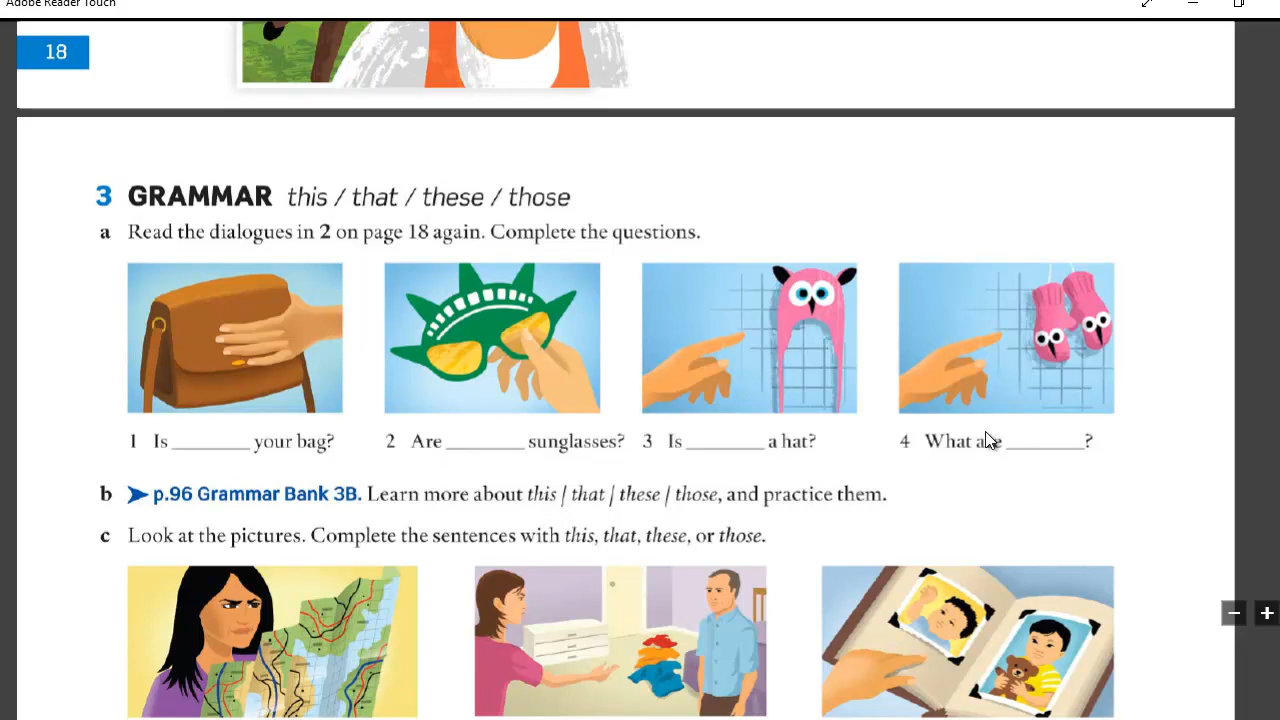 Adobe Reader Touch
18
3 GRAMMAR this / that / these / those
a Read the dialogues in 2 on page 18 again. Complete the questions.
1 Is ________ your bag? 2 Are ________ sunglasses? 3 Is ________ a hat? 4 What are ________?
b ➤ p.96 Grammar Bank 3B. Learn more about this / that / these / those, and practice them.
c Look at the pictures. Complete the sentences with this, that, these, or those.